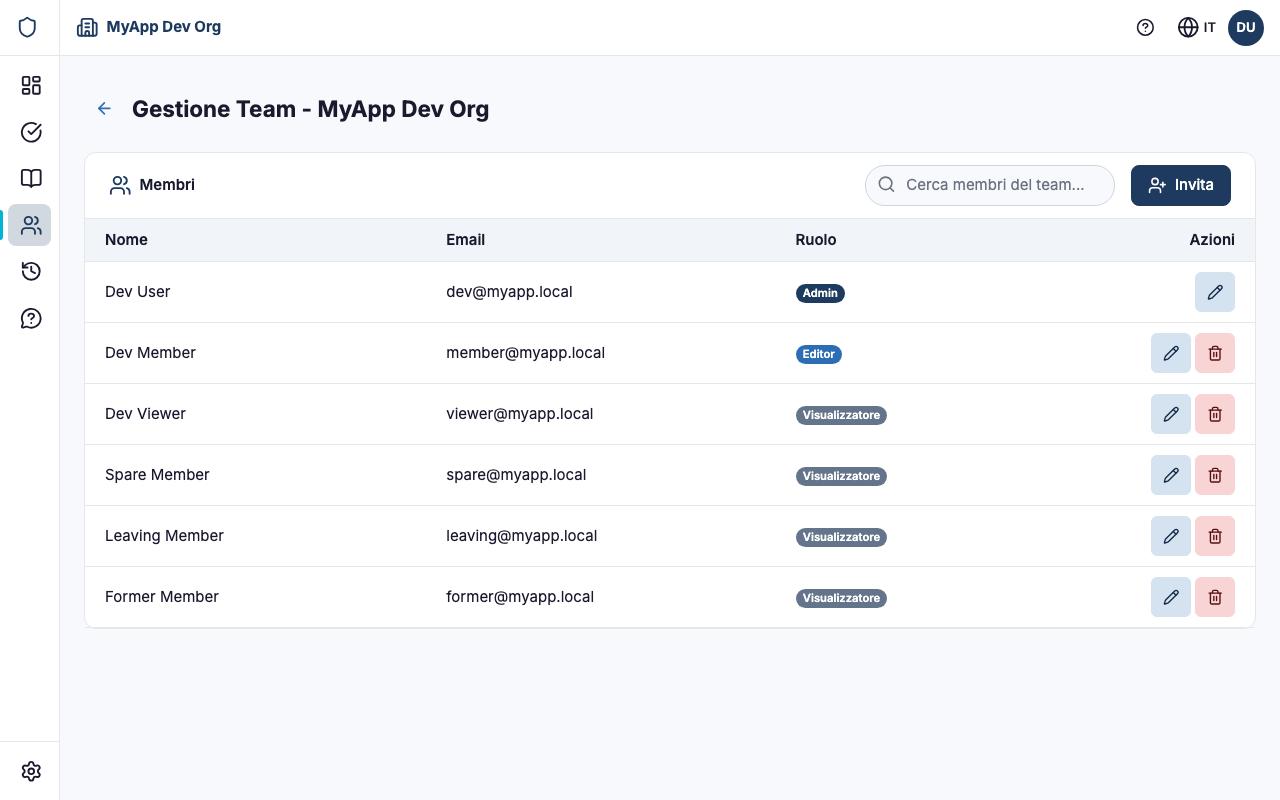 MyApp Dev Org
IT
DU
Gestione Team - MyApp Dev Org
Membri
Cerca membri del team...
Invita
Nome Email Ruolo Azioni
Dev User dev@myapp.local Admin
Dev Member member@myapp.local Editor
Dev Viewer viewer@myapp.local Visualizzatore
Spare Member spare@myapp.local Visualizzatore
Leaving Member leaving@myapp.local Visualizzatore
Former Member former@myapp.local Visualizzatore